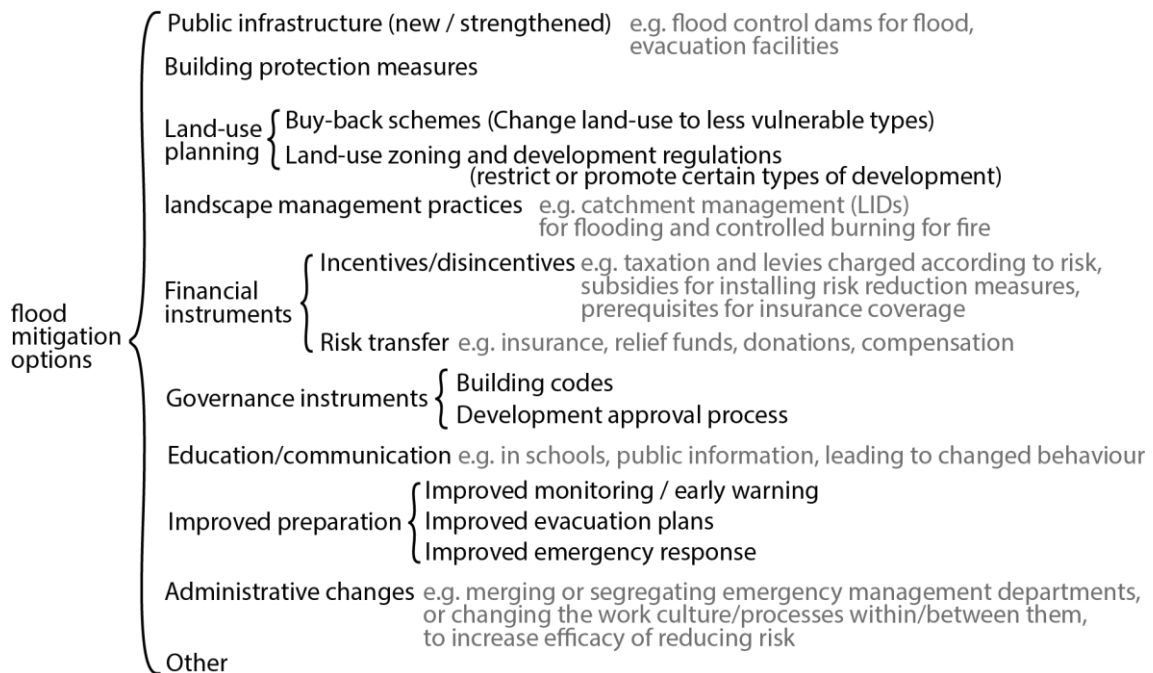 Public infrastructure (new / strengthened) e.g. flood control dams for flood,
evacuation facilities
Building protection measures
Land-use
planning
Buy-back schemes (Change land-use to less vulnerable types)
Land-use zoning and development regulations
(restrict or promote certain types of development)
landscape management practices e.g. catchment management (LIDs)
for flooding and controlled burning for fire
flood
mitigation
options
Financial
instruments
Incentives/disincentives e.g. taxation and levies charged according to risk,
subsidies for installing risk reduction measures,
prerequisites for insurance coverage
Risk transfer e.g. insurance, relief funds, donations, compensation
Governance instruments
Building codes
Development approval process
Education/communication e.g. in schools, public information, leading to changed behaviour
Improved preparation
Improved monitoring / early warning
Improved evacuation plans
Improved emergency response
Administrative changes e.g. merging or segregating emergency management departments,
or changing the work culture/processes within/between them,
to increase efficacy of reducing risk
Other